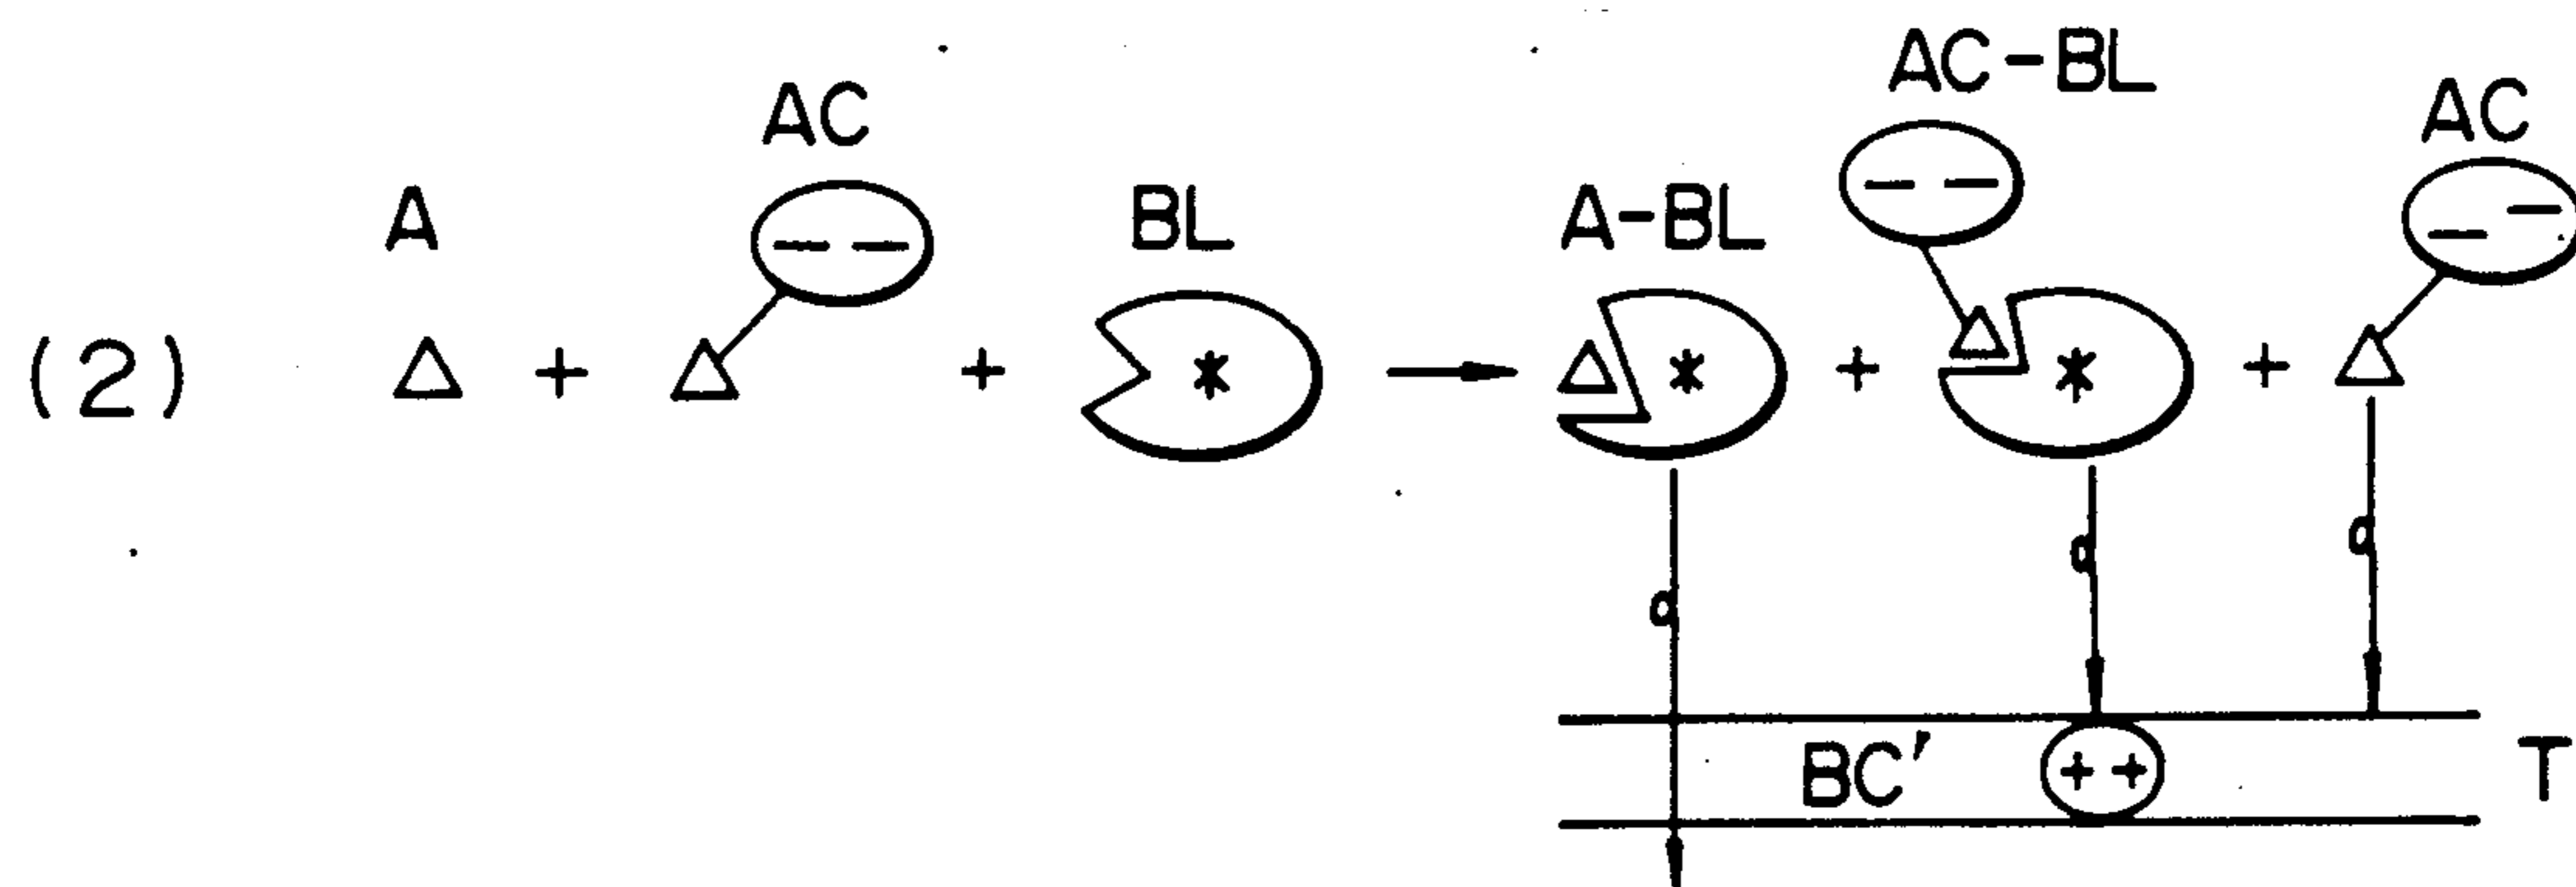 AC-BL
AC AC
A BL A-BL
(2) + + * → * + * + 
d
d
d
BC' ++ T